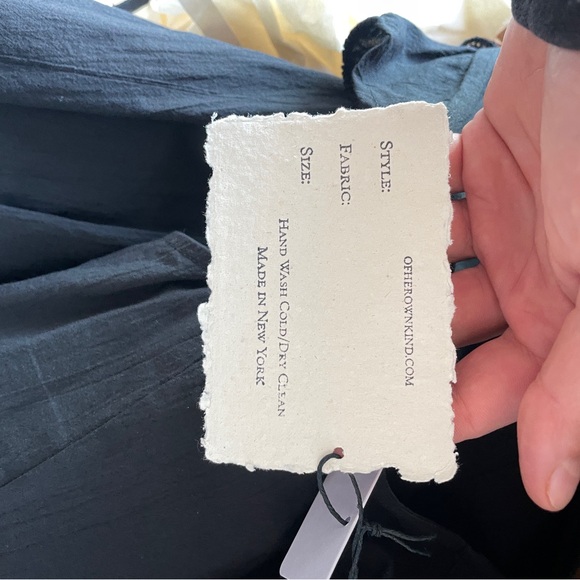 OFHEROWNKIND.COM
STYLE:
FABRIC:
SIZE:
HAND WASH COLD/DRY CLEAN
MADE IN NEW YORK